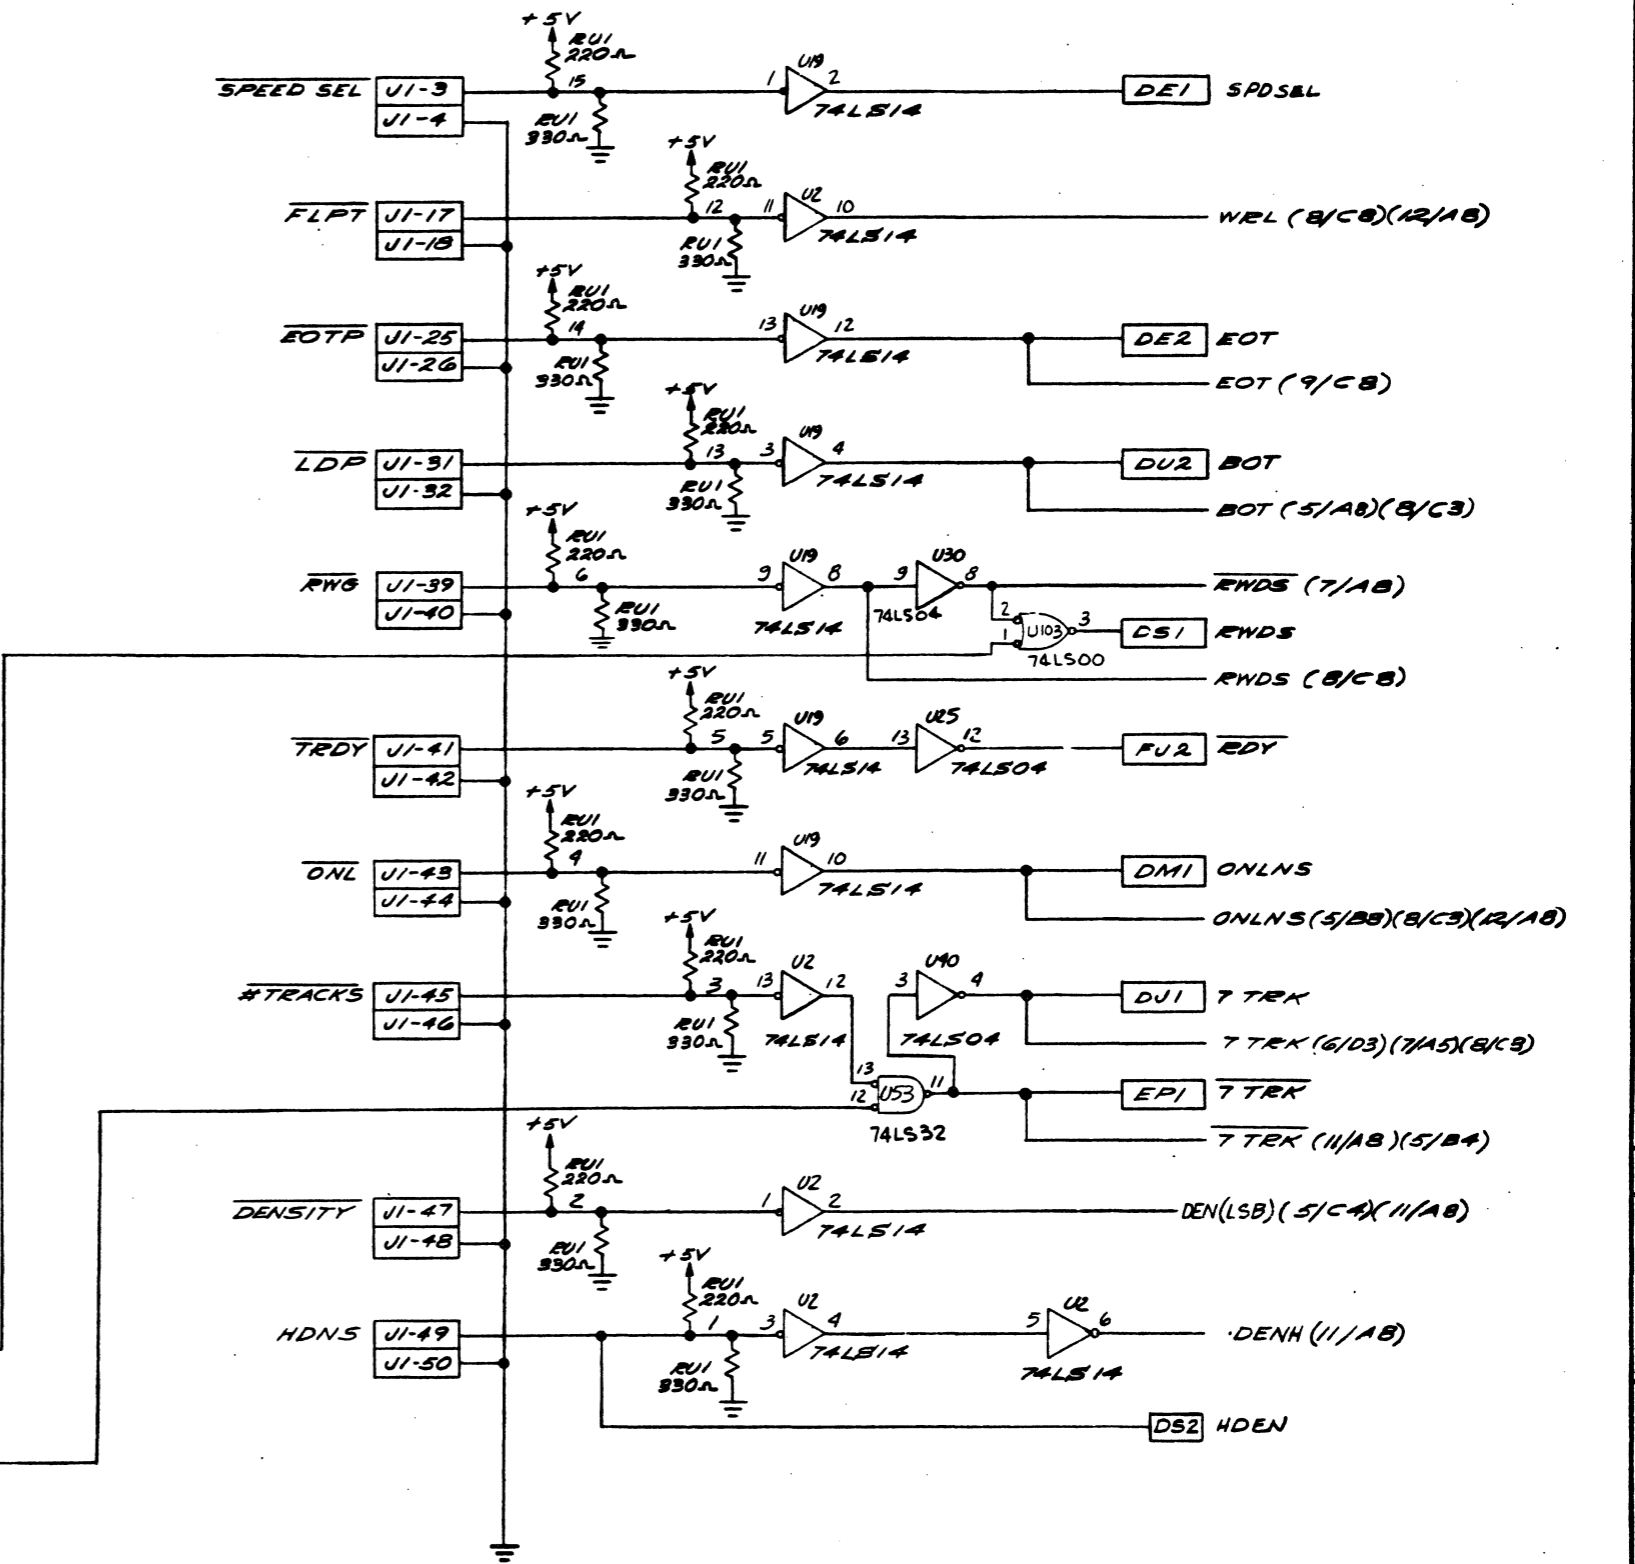 +5V
RU1
220Ω
SPEED SEL J1-3 15 1 U19 2 DE1 SPDSEL
J1-4 RU1 330Ω 74LS14
+5V
RU1
220Ω
FLPT J1-17 12 11 U2 10 WRL (8/C8)(12/A8)
J1-18 RU1 330Ω 74LS14
+5V
RU1
220Ω
EOTP J1-25 14 13 U19 12 DE2 EOT
J1-26 RU1 330Ω 74LS14
EOT (9/C8)
+5V
RU1
220Ω
LDP J1-31 13 3 U19 4 DU2 BOT
J1-32 RU1 330Ω 74LS14
BOT (5/A8)(8/C3)
+5V
RU1
220Ω
RWG J1-39 6 9 U19 8 9 U30 8 RWDS (7/A8)
J1-40 RU1 330Ω 74LS14 74LS04
2 1 U103 3 DS1 RWDS
74LS00
RWDS (8/C8)
+5V
RU1
220Ω
TRDY J1-41 5 5 U19 6 13 U25 12 FU2 RDY
J1-42 RU1 330Ω 74LS14 74LS04
+5V
RU1
220Ω
ONL J1-43 4 11 U19 10 DM1 ONLNS
J1-44 RU1 330Ω 74LS14
ONLNS (5/B8)(8/C3)(12/A8)
+5V
RU1
220Ω
#TRACKS J1-45 3 13 U2 12 3 U40 4 DJ1 7 TRK
J1-46 RU1 330Ω 74LS14 74LS04
7 TRK (6/D3)(7/A5)(8/C3)
13 12 U53 11 EP1 7 TRK
74LS32
7 TRK (11/A8)(5/B4)
+5V
RU1
220Ω
DENSITY J1-47 2 1 U2 2 DEN(LSB)(5/C4)(11/A8)
J1-48 RU1 330Ω 74LS14
+5V
RU1
220Ω
HDNS J1-49 1 3 U2 4 5 U2 6 DENH (11/A8)
J1-50 RU1 330Ω 74LS14 74LS14
DS2 HDEN